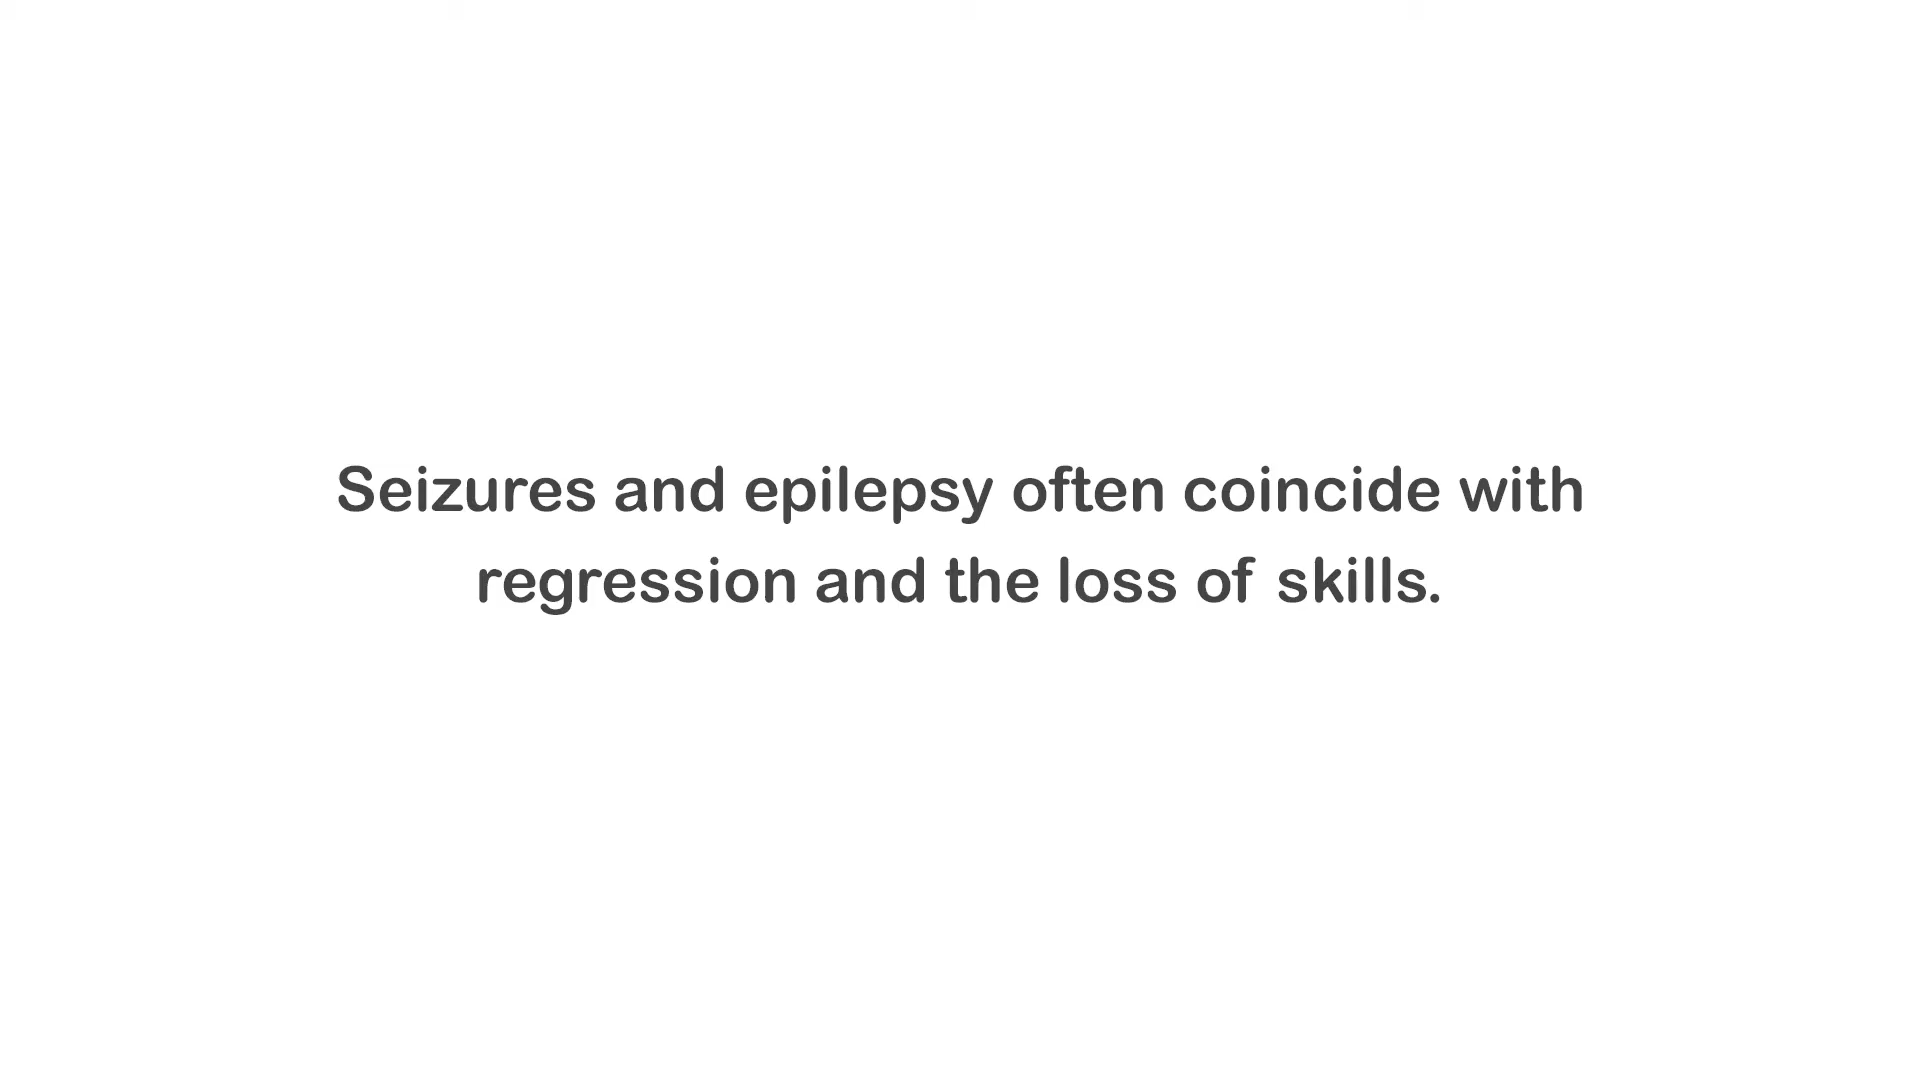 Seizures and epilepsy often coincide with
regression and the loss of skills.